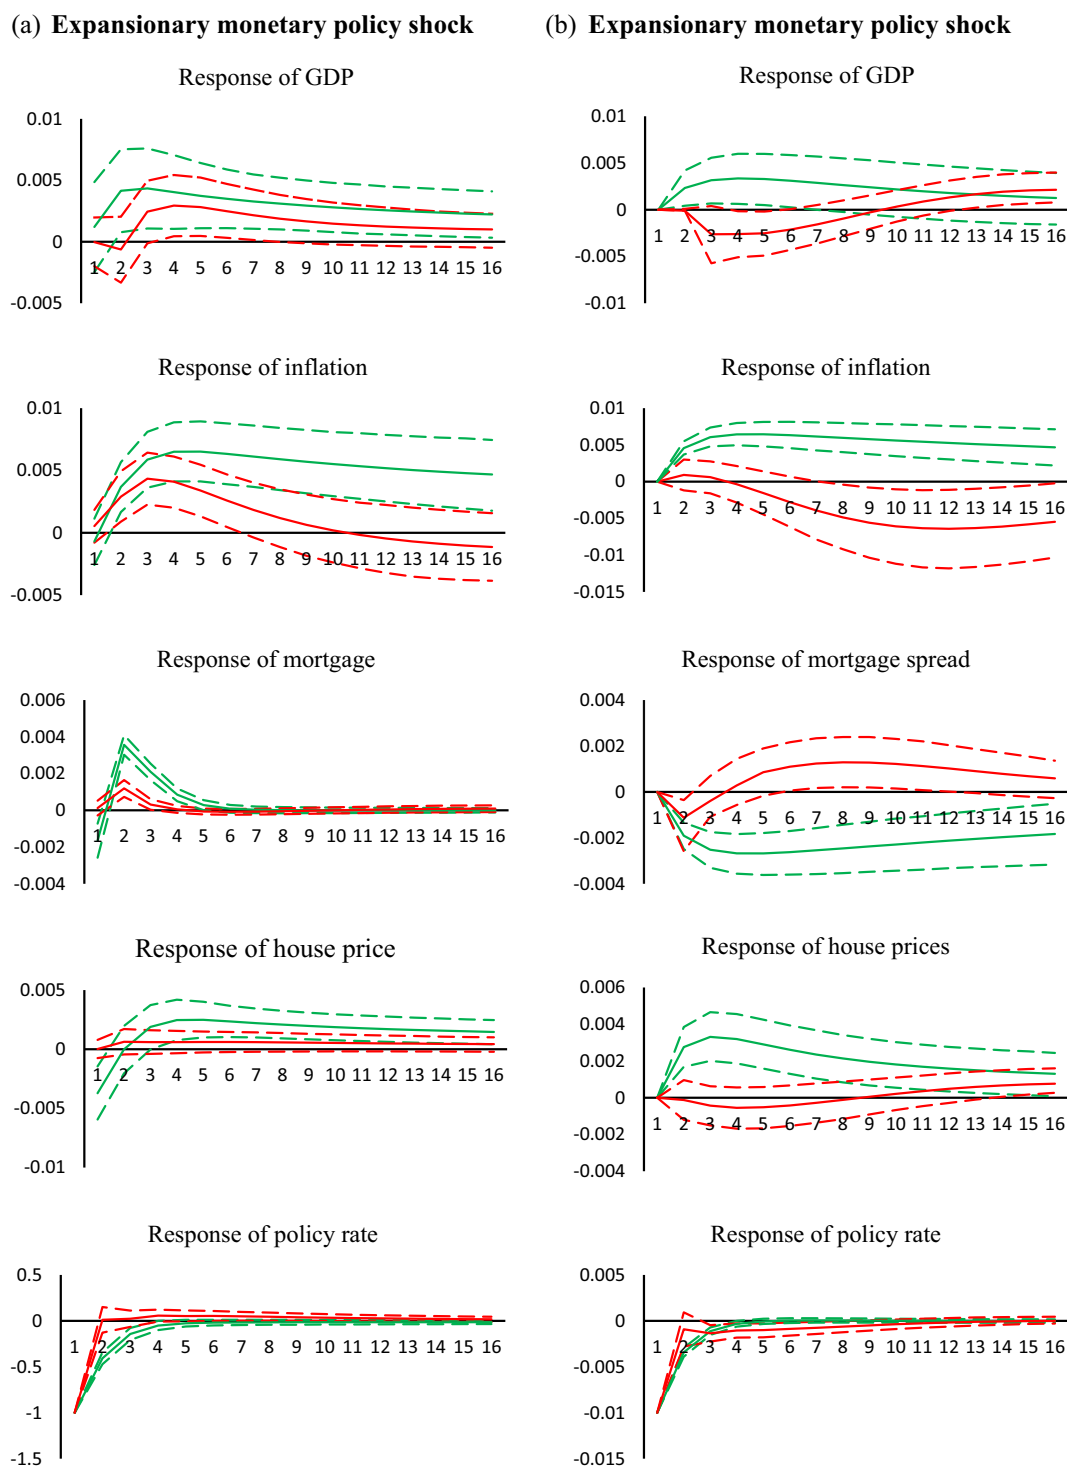 (a) Expansionary monetary policy shock
Response of GDP
0.01
0.005
0
-0.005
1 2 3 4 5 6 7 8 9 10 11 12 13 14 15 16
Response of inflation
0.01
0.005
0
-0.005
1 2 3 4 5 6 7 8 9 10 11 12 13 14 15 16
Response of mortgage
0.006
0.004
0.002
0
-0.002
-0.004
1 2 3 4 5 6 7 8 9 10 11 12 13 14 15 16
Response of house price
0.005
0
-0.005
-0.01
1 2 3 4 5 6 7 8 9 10 11 12 13 14 15 16
Response of policy rate
0.5
0
-0.5
-1
-1.5
1 2 3 4 5 6 7 8 9 10 11 12 13 14 15 16
(b) Expansionary monetary policy shock
Response of GDP
0.01
0.005
0
-0.005
-0.01
1 2 3 4 5 6 7 8 9 10 11 12 13 14 15 16
Response of inflation
0.01
0.005
0
-0.005
-0.01
-0.015
1 2 3 4 5 6 7 8 9 10 11 12 13 14 15 16
Response of mortgage spread
0.004
0.002
0
-0.002
-0.004
1 2 3 4 5 6 7 8 9 10 11 12 13 14 15 16
Response of house prices
0.006
0.004
0.002
0
-0.002
-0.004
1 2 3 4 5 6 7 8 9 10 11 12 13 14 15 16
Response of policy rate
0.005
0
-0.005
-0.01
-0.015
1 2 3 4 5 6 7 8 9 10 11 12 13 14 15 16